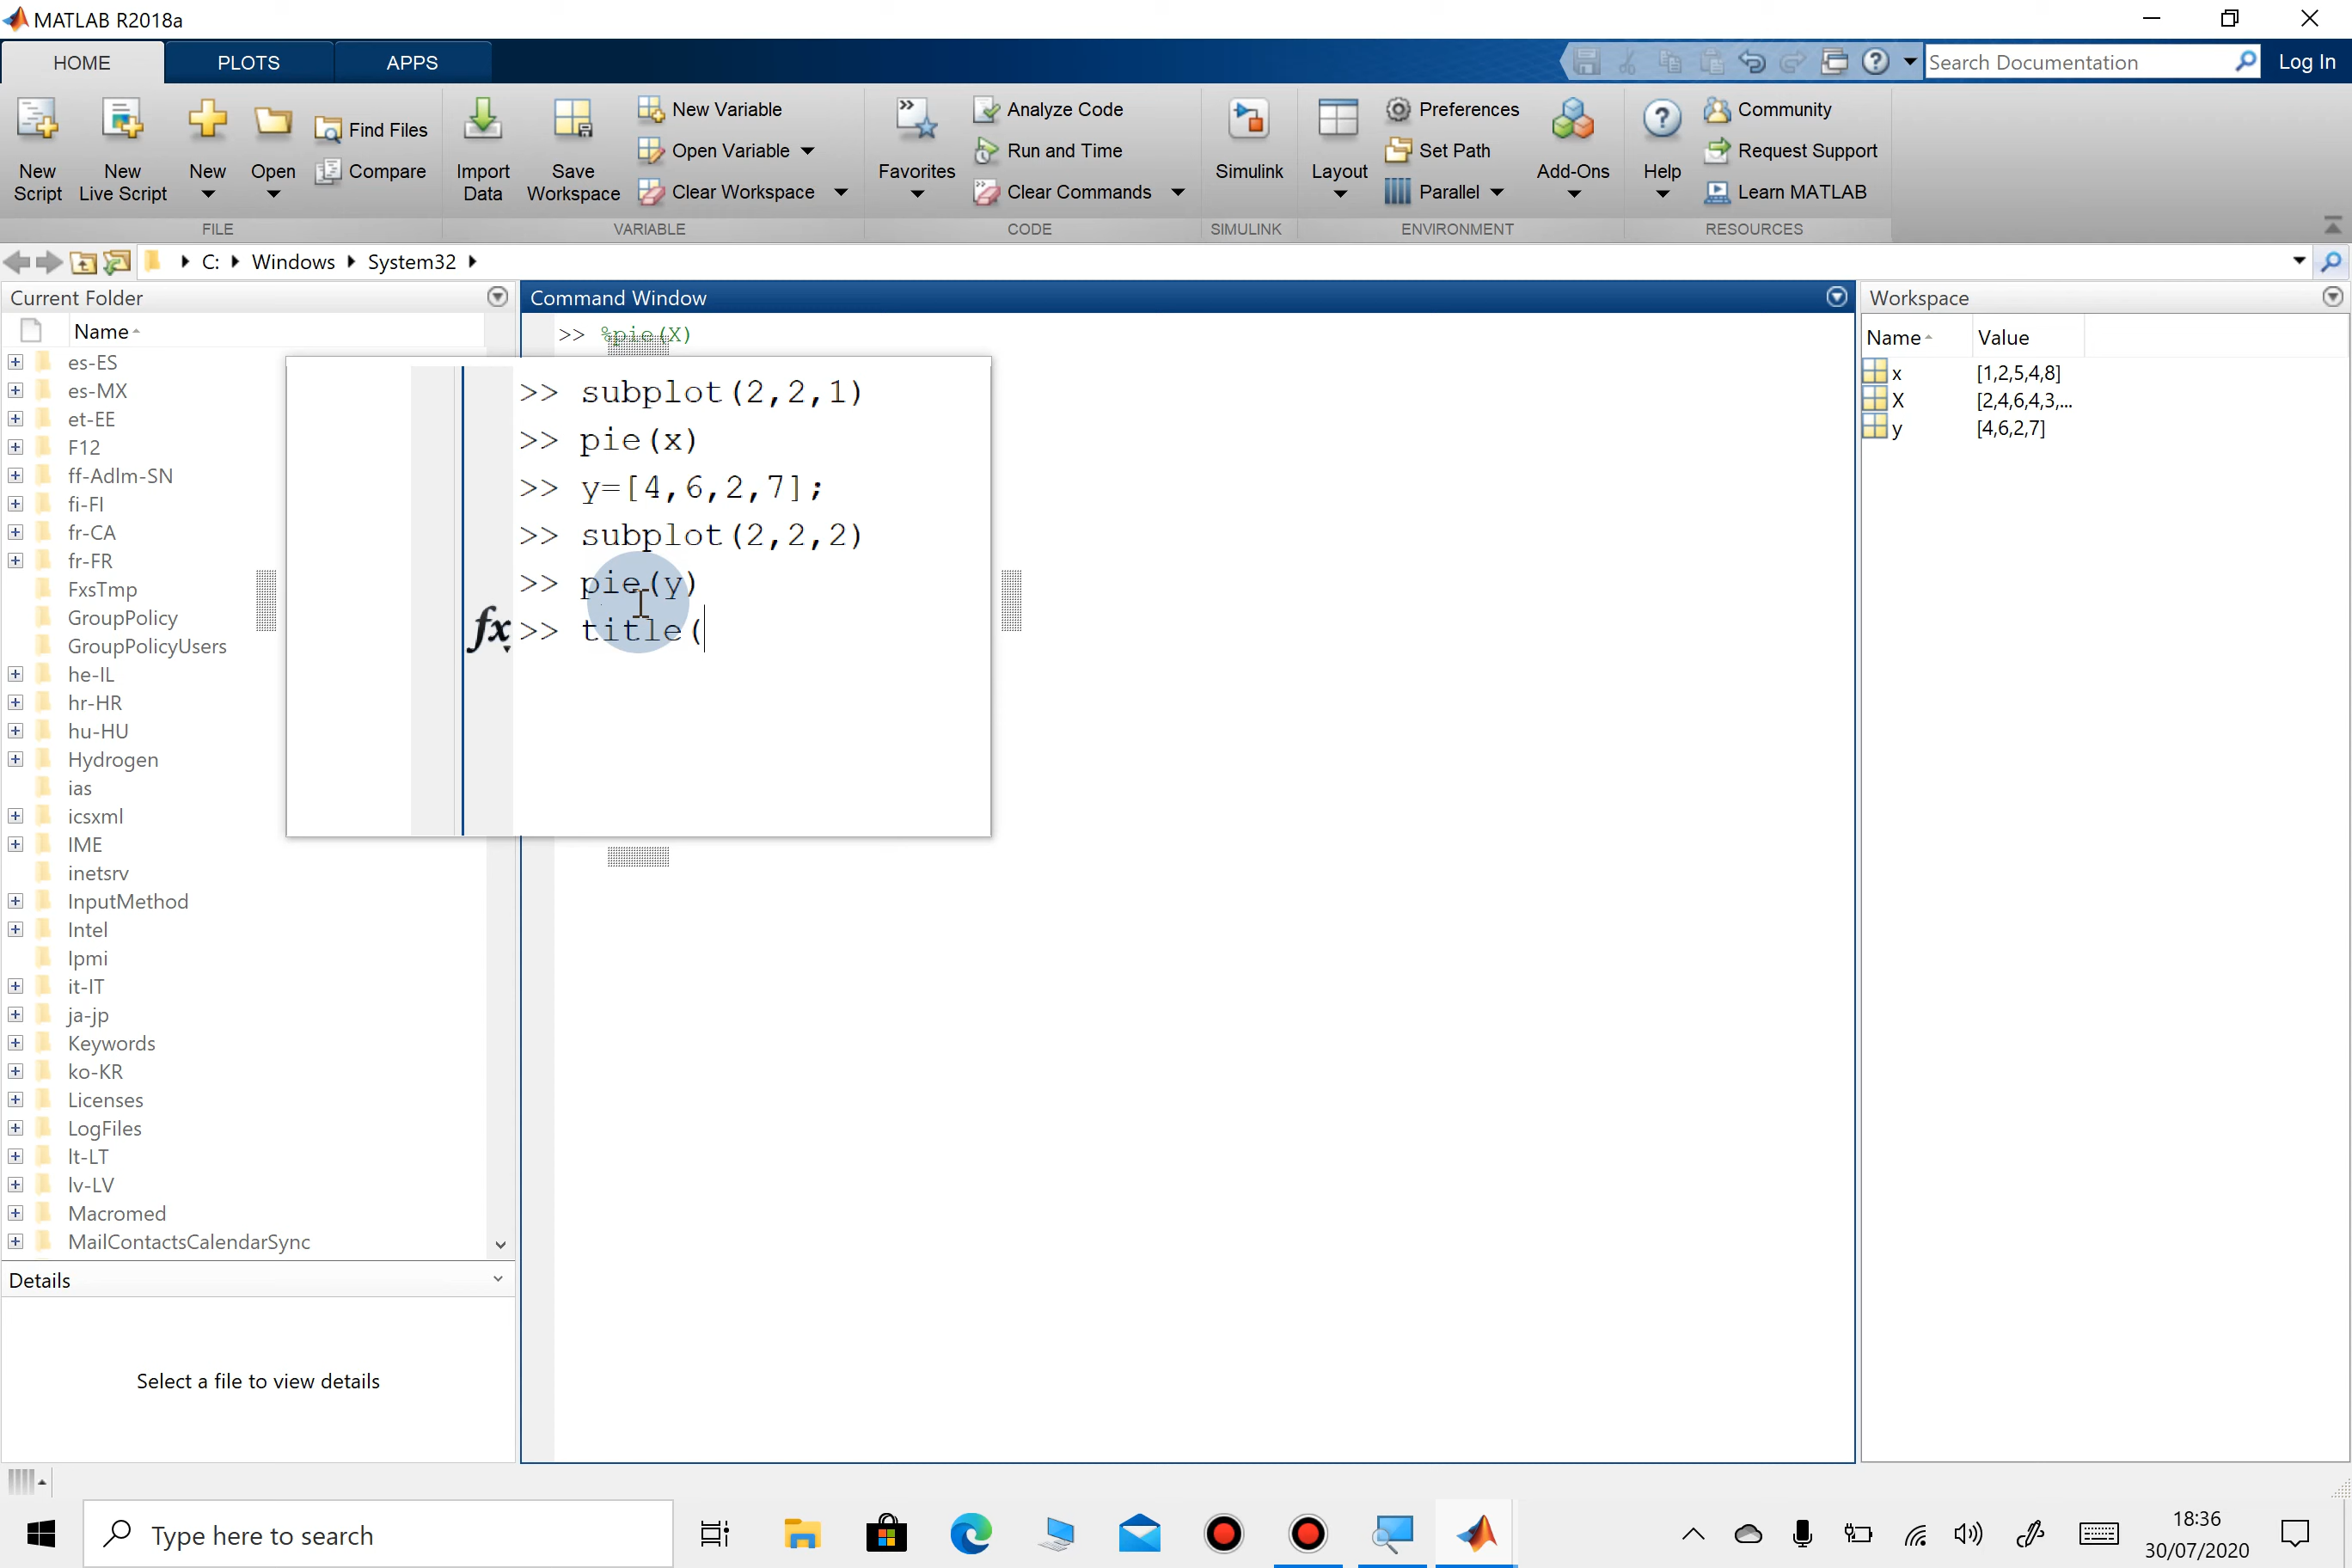 MATLAB R2018a
HOME PLOTS APPS
Search Documentation Log In
New Script
New Live Script
New
Open
Find Files
Compare
Import Data
Save Workspace
New Variable
Open Variable
Clear Workspace
Favorites
Analyze Code
Run and Time
Clear Commands
Simulink
Layout
Preferences
Set Path
Parallel
Add-Ons
Help
Community
Request Support
Learn MATLAB
FILE VARIABLE CODE SIMULINK ENVIRONMENT RESOURCES
C: Windows System32
Current Folder
Name
es-ES
es-MX
et-EE
F12
ff-Adlm-SN
fi-FI
fr-CA
fr-FR
FxsTmp
GroupPolicy
GroupPolicyUsers
he-IL
hr-HR
hu-HU
Hydrogen
ias
icsxml
IME
inetsrv
InputMethod
Intel
Ipmi
it-IT
ja-jp
Keywords
ko-KR
Licenses
LogFiles
lt-LT
lv-LV
Macromed
MailContactsCalendarSync
Details
Select a file to view details
Command Window
>> %pie(X)
>> subplot(2,2,1)
>> pie(x)
>> y=[4,6,2,7];
>> subplot(2,2,2)
>> pie(y)
fx >> title(
Workspace
Name Value
x [1,2,5,4,8]
X [2,4,6,4,3,...
y [4,6,2,7]
Type here to search
18:36
30/07/2020